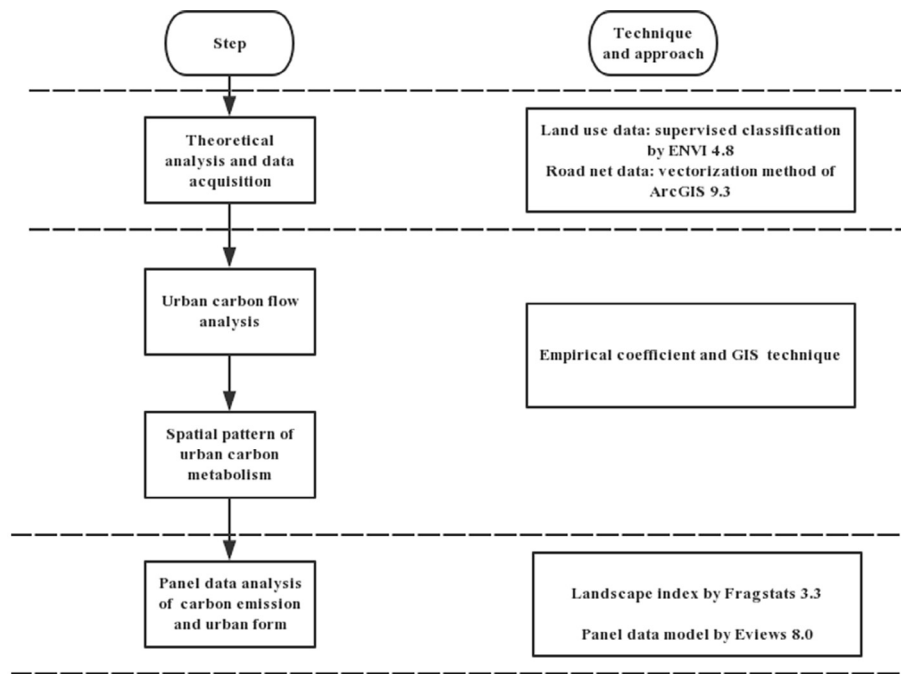 Step
Technique
and approach
Theoretical
analysis and data
acquisition
Land use data: supervised classification
by ENVI 4.8
Road net data: vectorization method of
ArcGIS 9.3
Urban carbon flow
analysis
Empirical coefficient and GIS technique
Spatial pattern of
urban carbon
metabolism
Panel data analysis
of carbon emission
and urban form
Landscape index by Fragstats 3.3
Panel data model by Eviews 8.0